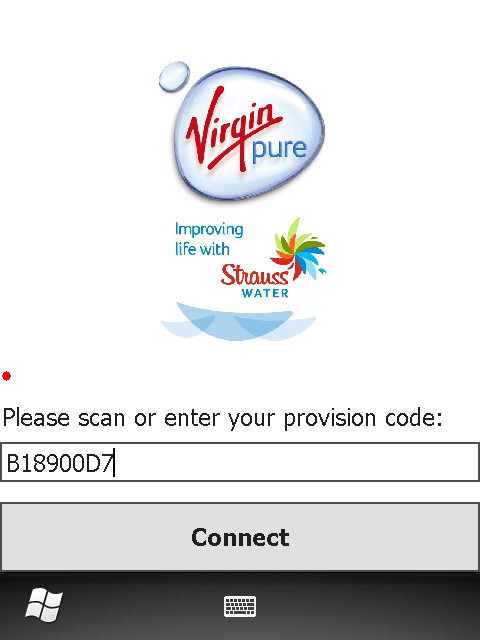 Virgin
pure
Improving
life with
Strauss
WATER
Please scan or enter your provision code:
B18900D7
Connect